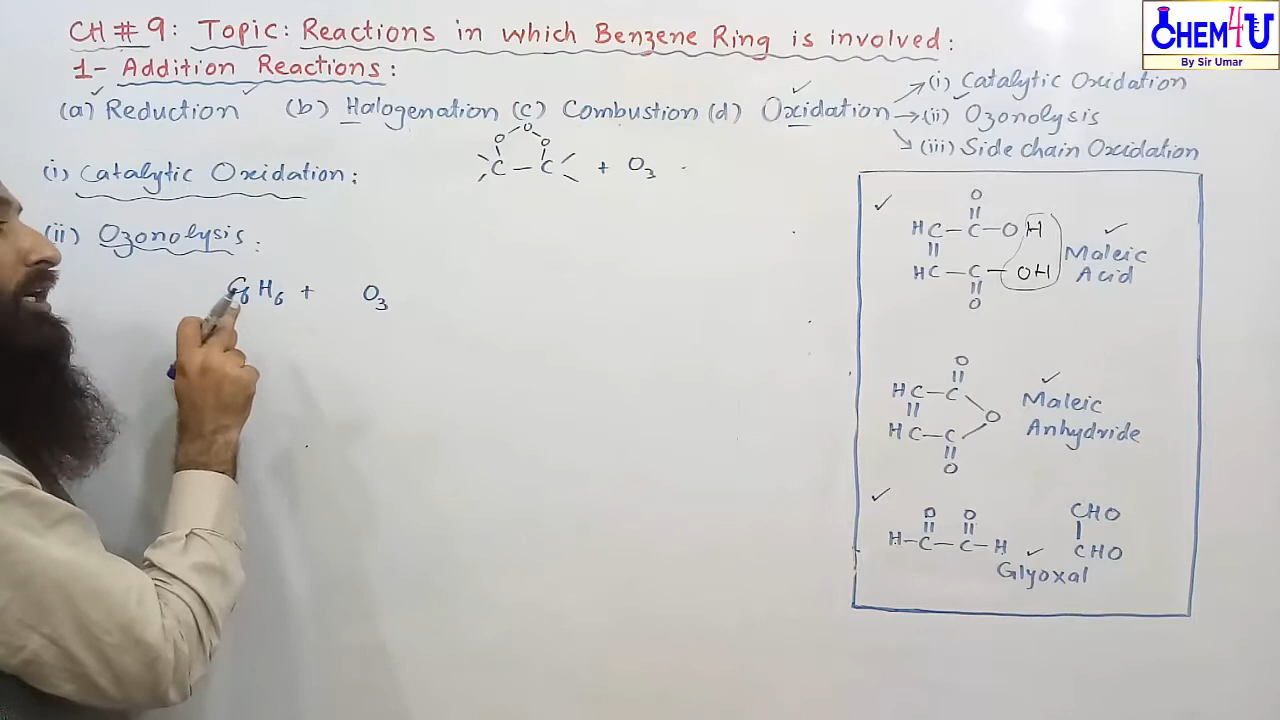 CH # 9: Topic: Reactions in which Benzene Ring is involved:
CHEM4U
By Sir Umar
1- Addition Reactions:
(a) Reduction (b) Halogenation (c) Combustion (d) Oxidation → (i) Catalytic Oxidation
→ (ii) Ozonolysis
→ (iii) Side chain Oxidation
O
O O
C — C + O3
(i) Catalytic Oxidation:
(ii) Ozonolysis:
C6H6 + O3
O
||
HC — C — OH
||
HC — C — OH
||
O
Maleic
Acid
O
||
HC — C
|| O
HC — C
||
O
Maleic
Anhydride
O O
|| ||
H — C — C — H
CHO
|
CHO
Glyoxal